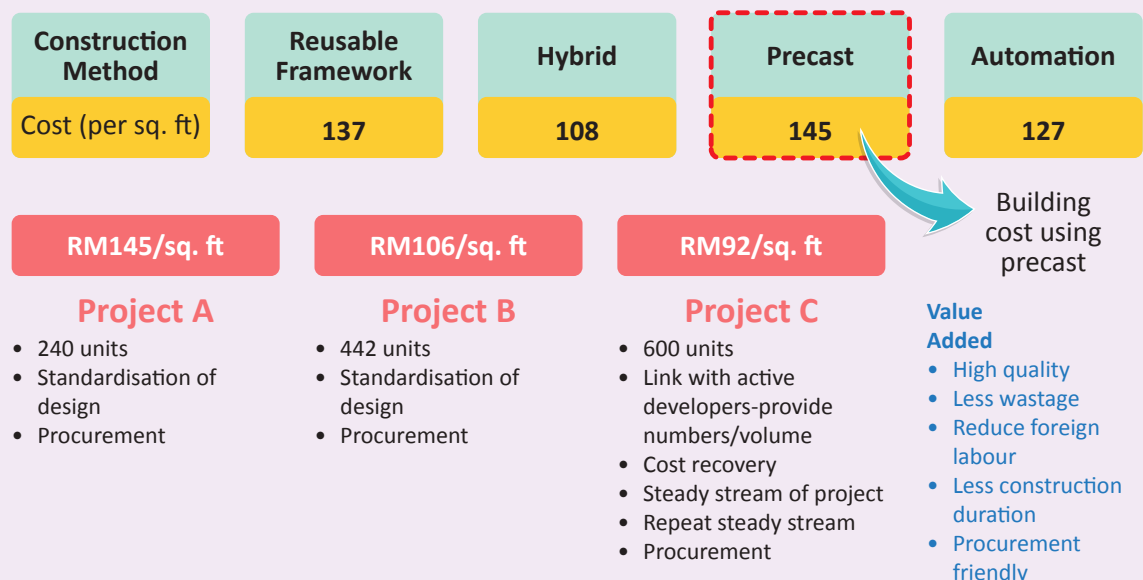 Construction
Method
Reusable
Framework
Hybrid
Precast
Automation
Cost (per sq. ft)
137
108
145
127
Building
cost using
precast
RM145/sq. ft
RM106/sq. ft
RM92/sq. ft
Project A
• 240 units
• Standardisation of
design
• Procurement
Project B
• 442 units
• Standardisation of
design
• Procurement
Project C
• 600 units
• Link with active
developers-provide
numbers/volume
• Cost recovery
• Steady stream of project
• Repeat steady stream
• Procurement
Value
Added
• High quality
• Less wastage
• Reduce foreign
labour
• Less construction
duration
• Procurement
friendly